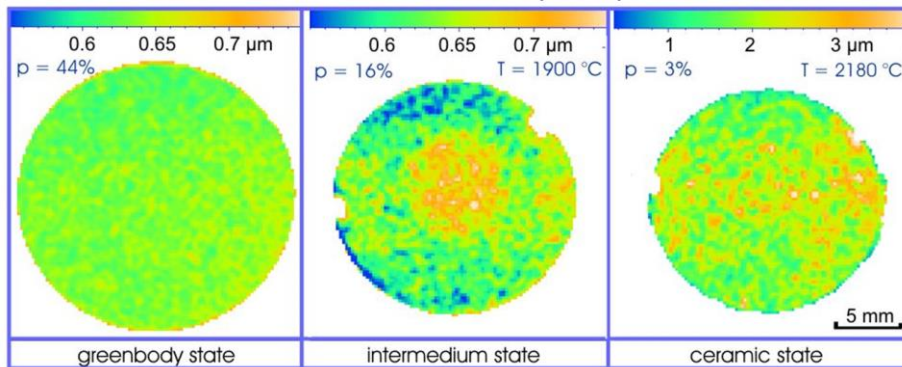 0.6 0.65 0.7 µm
p = 44%
greenbody state
0.6 0.65 0.7 µm
p = 16% T = 1900 °C
intermedium state
1 2 3 µm
p = 3% T = 2180 °C
5 mm
ceramic state